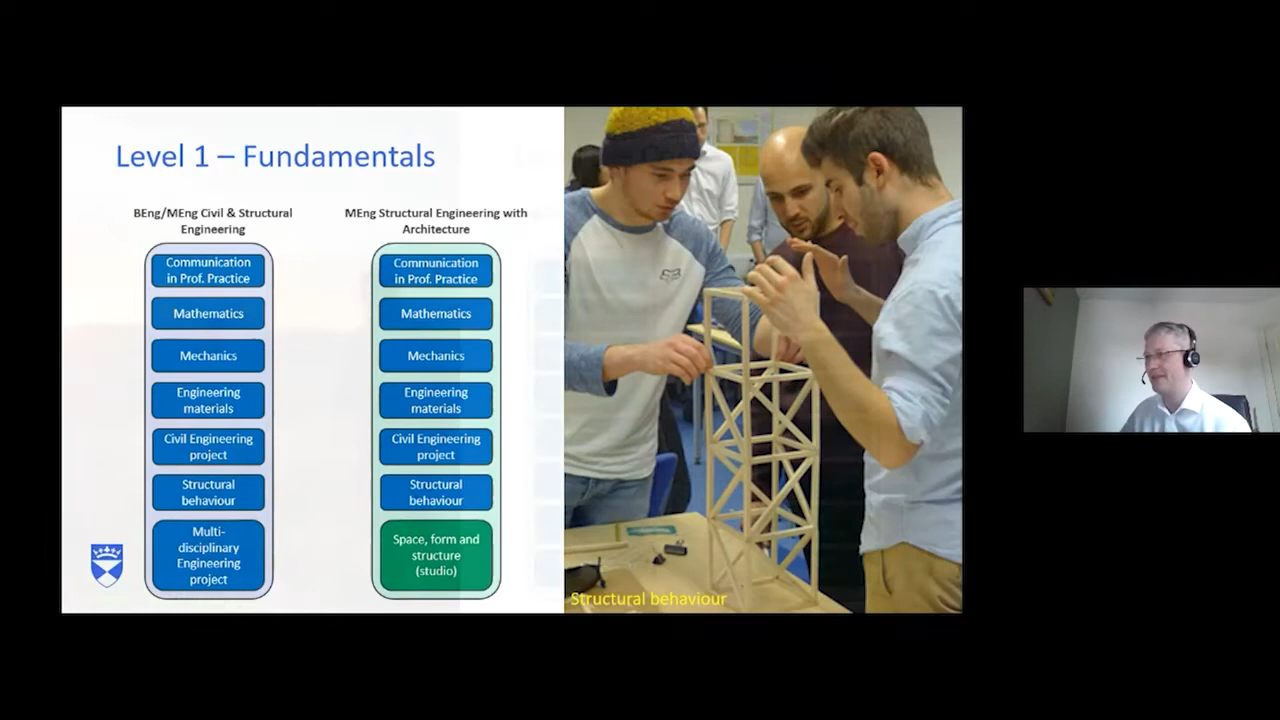 Level 1 – Fundamentals
BEng/MEng Civil & Structural
Engineering
Communication
in Prof. Practice
Mathematics
Mechanics
Engineering
materials
Civil Engineering
project
Structural
behaviour
Multi-
disciplinary
Engineering
project
MEng Structural Engineering with
Architecture
Communication
in Prof. Practice
Mathematics
Mechanics
Engineering
materials
Civil Engineering
project
Structural
behaviour
Space, form and
structure
(studio)
Structural behaviour